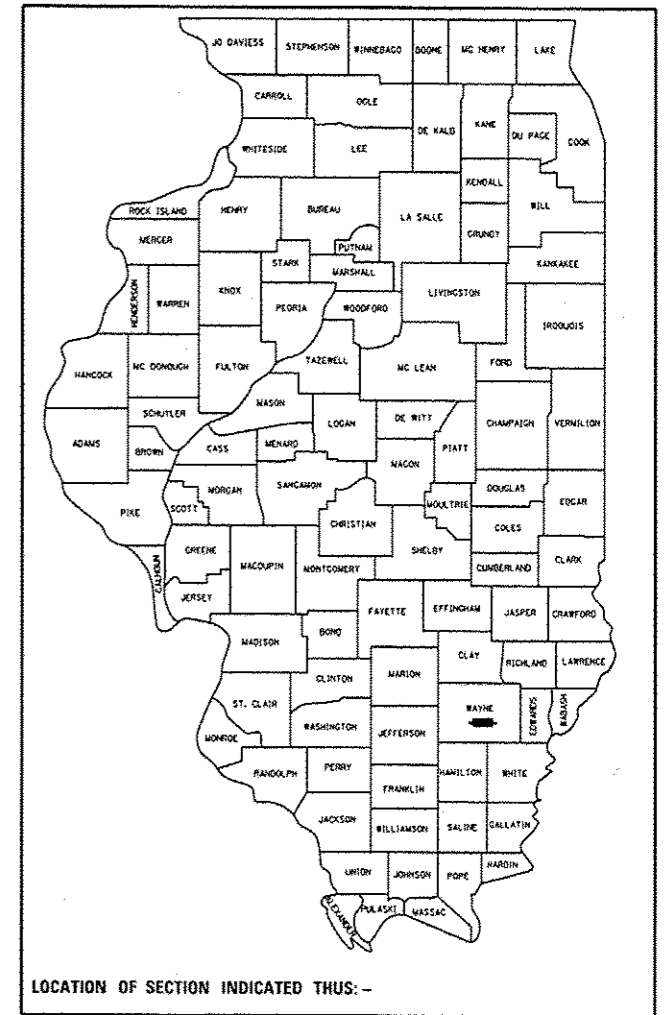 JO DAVIESS STEPHENSON WINNEBAGO BOONE MC HENRY LAKE
CARROLL OGLE DE KALB KANE DU PAGE COOK
WHITESIDE LEE KENDALL WILL
ROCK ISLAND HENRY BUREAU LA SALLE GRUNDY
MERCER PUTNAM KANKAKEE
HENDERSON WARREN KNOX STARK MARSHALL LIVINGSTON IROQUOIS
PEORIA WOODFORD
HANCOCK MC DONOUGH FULTON TAZEWELL MC LEAN FORD
SCHUYLER MASON LOGAN DE WITT CHAMPAIGN VERMILION
ADAMS BROWN CASS MENARD MACON PIATT
PIKE SCOTT MORGAN SANGAMON MOULTRIE DOUGLAS EDGAR
CHRISTIAN COLES
CALHOUN GREENE MACOUPIN MONTGOMERY SHELBY CUMBERLAND CLARK
JERSEY FAYETTE EFFINGHAM JASPER CRAWFORD
MADISON BOND CLAY RICHLAND LAWRENCE
CLINTON MARION
ST. CLAIR WAYNE EDWARDS WABASH
MONROE WASHINGTON JEFFERSON
RANDOLPH PERRY HAMILTON WHITE
FRANKLIN
JACKSON WILLIAMSON SALINE GALLATIN
UNION JOHNSON POPE HARDIN
ALEXANDER PULASKI MASSAC
LOCATION OF SECTION INDICATED THUS: -